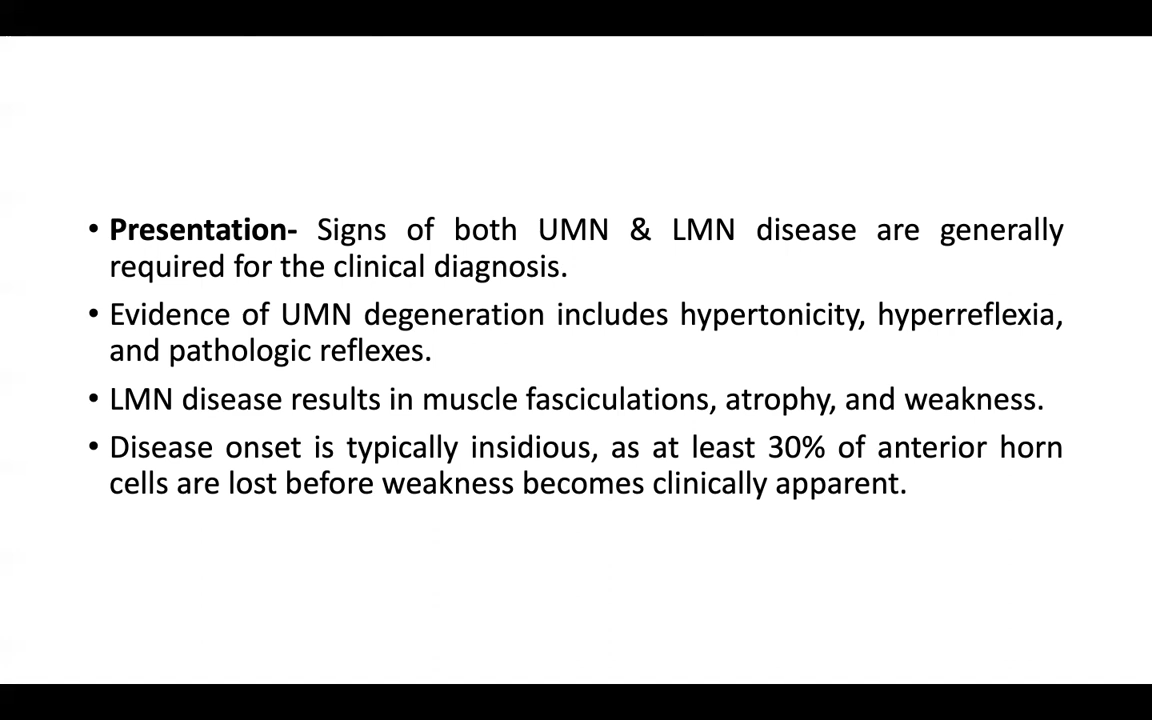 • Presentation- Signs of both UMN & LMN disease are generally
required for the clinical diagnosis.
• Evidence of UMN degeneration includes hypertonicity, hyperreflexia,
and pathologic reflexes.
• LMN disease results in muscle fasciculations, atrophy, and weakness.
• Disease onset is typically insidious, as at least 30% of anterior horn
cells are lost before weakness becomes clinically apparent.